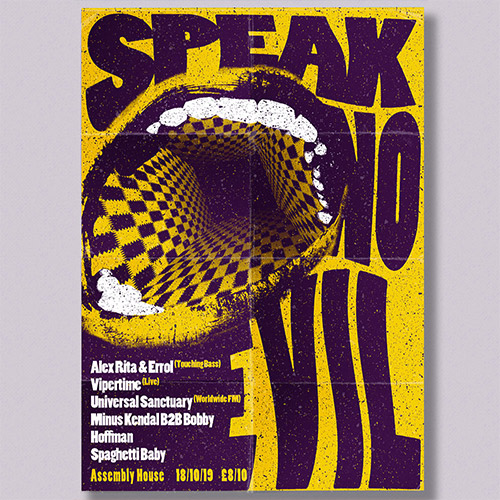 SPEAK
NO
EVIL
Alex Rita & Errol (Touching Bass)
Vipertime (Live)
Universal Sanctuary (Worldwide FM)
Minus Kendal B2B Bobby
Hoffman
Spaghetti Baby
Assembly House 18/10/19 £8/10